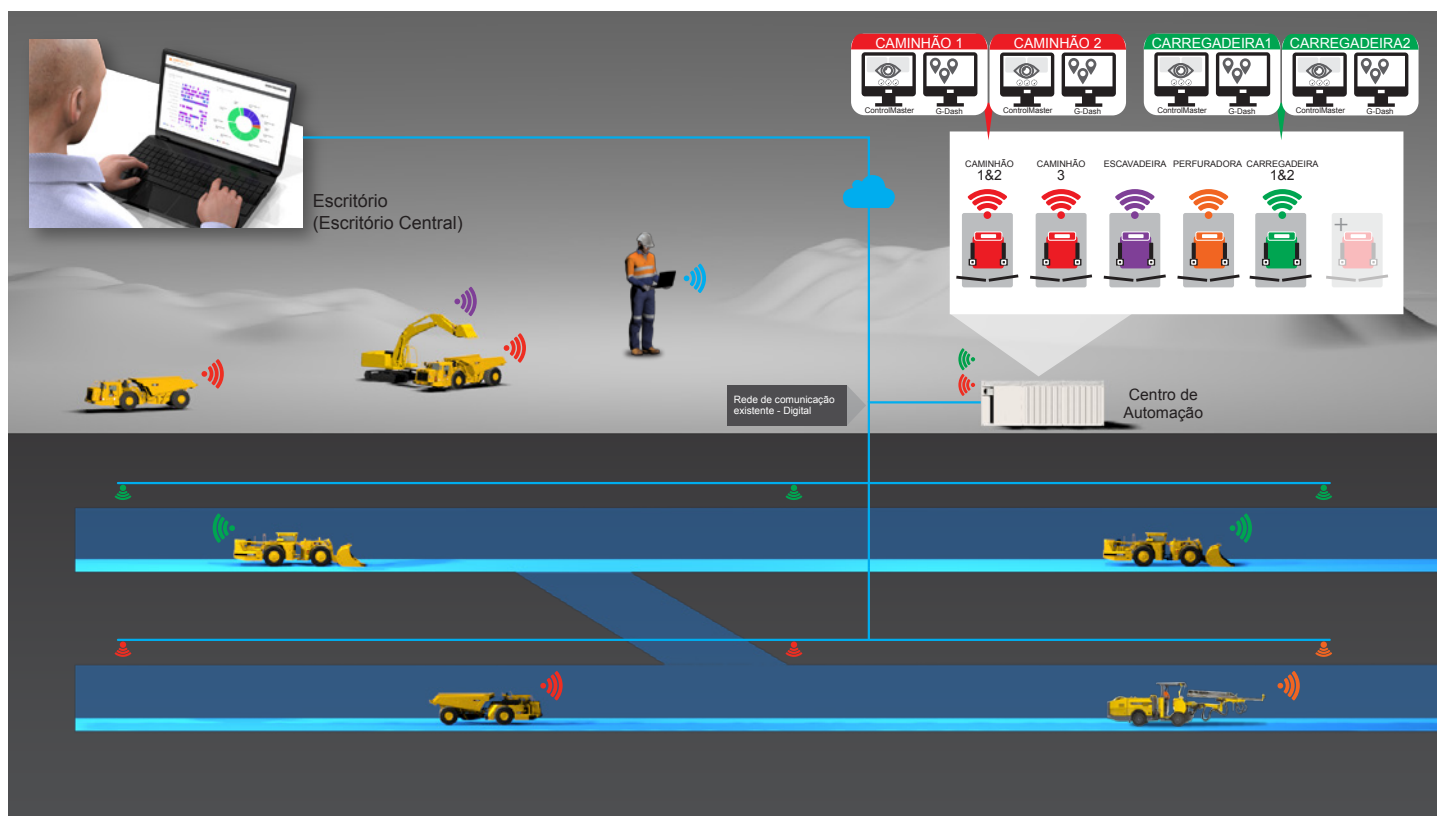 CAMINHÃO 1
CAMINHÃO 2
CARREGADEIRA1
CARREGADEIRA2
ControlMaster
G-Dash
ControlMaster
G-Dash
ControlMaster
G-Dash
ControlMaster
G-Dash
CAMINHÃO
1&2
CAMINHÃO
3
ESCAVADEIRA
PERFURADORA
CARREGADEIRA
1&2
+
Escritório
(Escritório Central)
Rede de comunicação
existente - Digital
Centro de
Automação